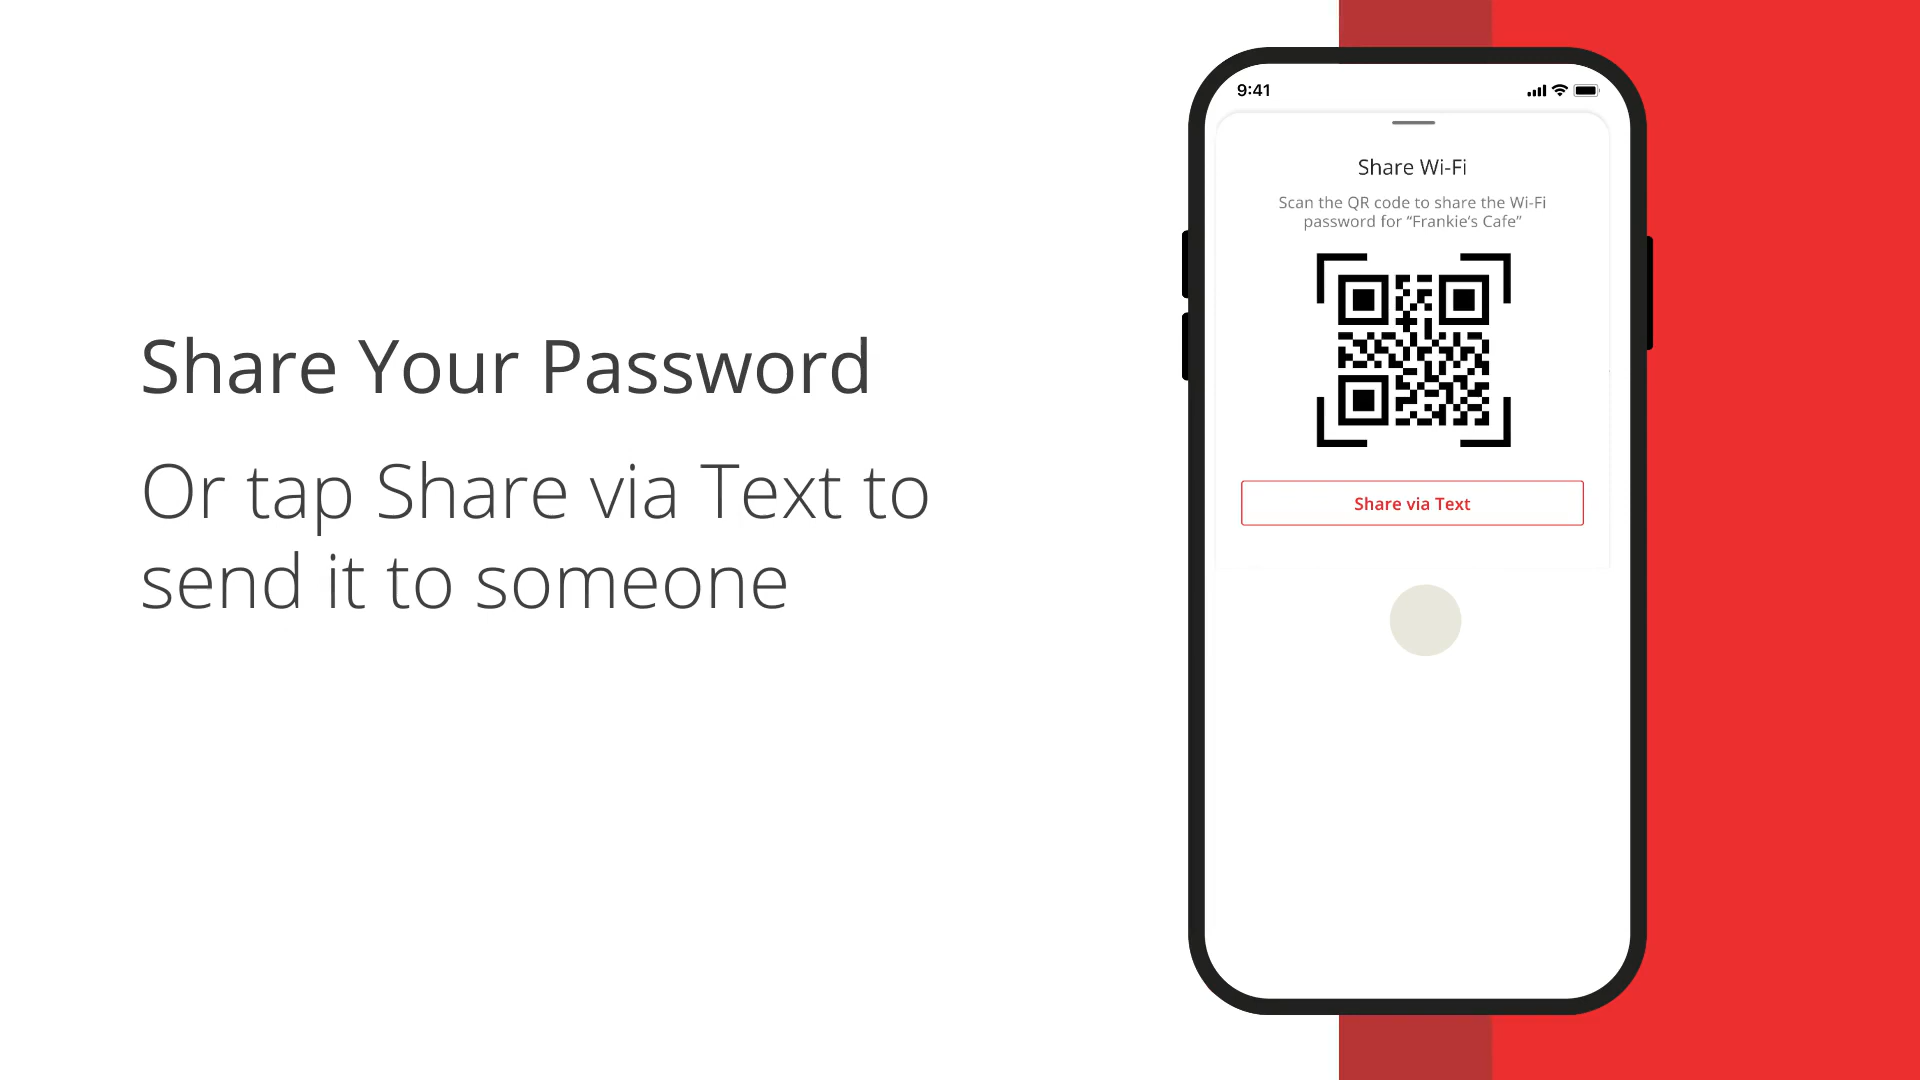 Share Your Password
Or tap Share via Text to
send it to someone
9:41
Share Wi-Fi
Scan the QR code to share the Wi-Fi
password for “Frankie’s Cafe”
Share via Text